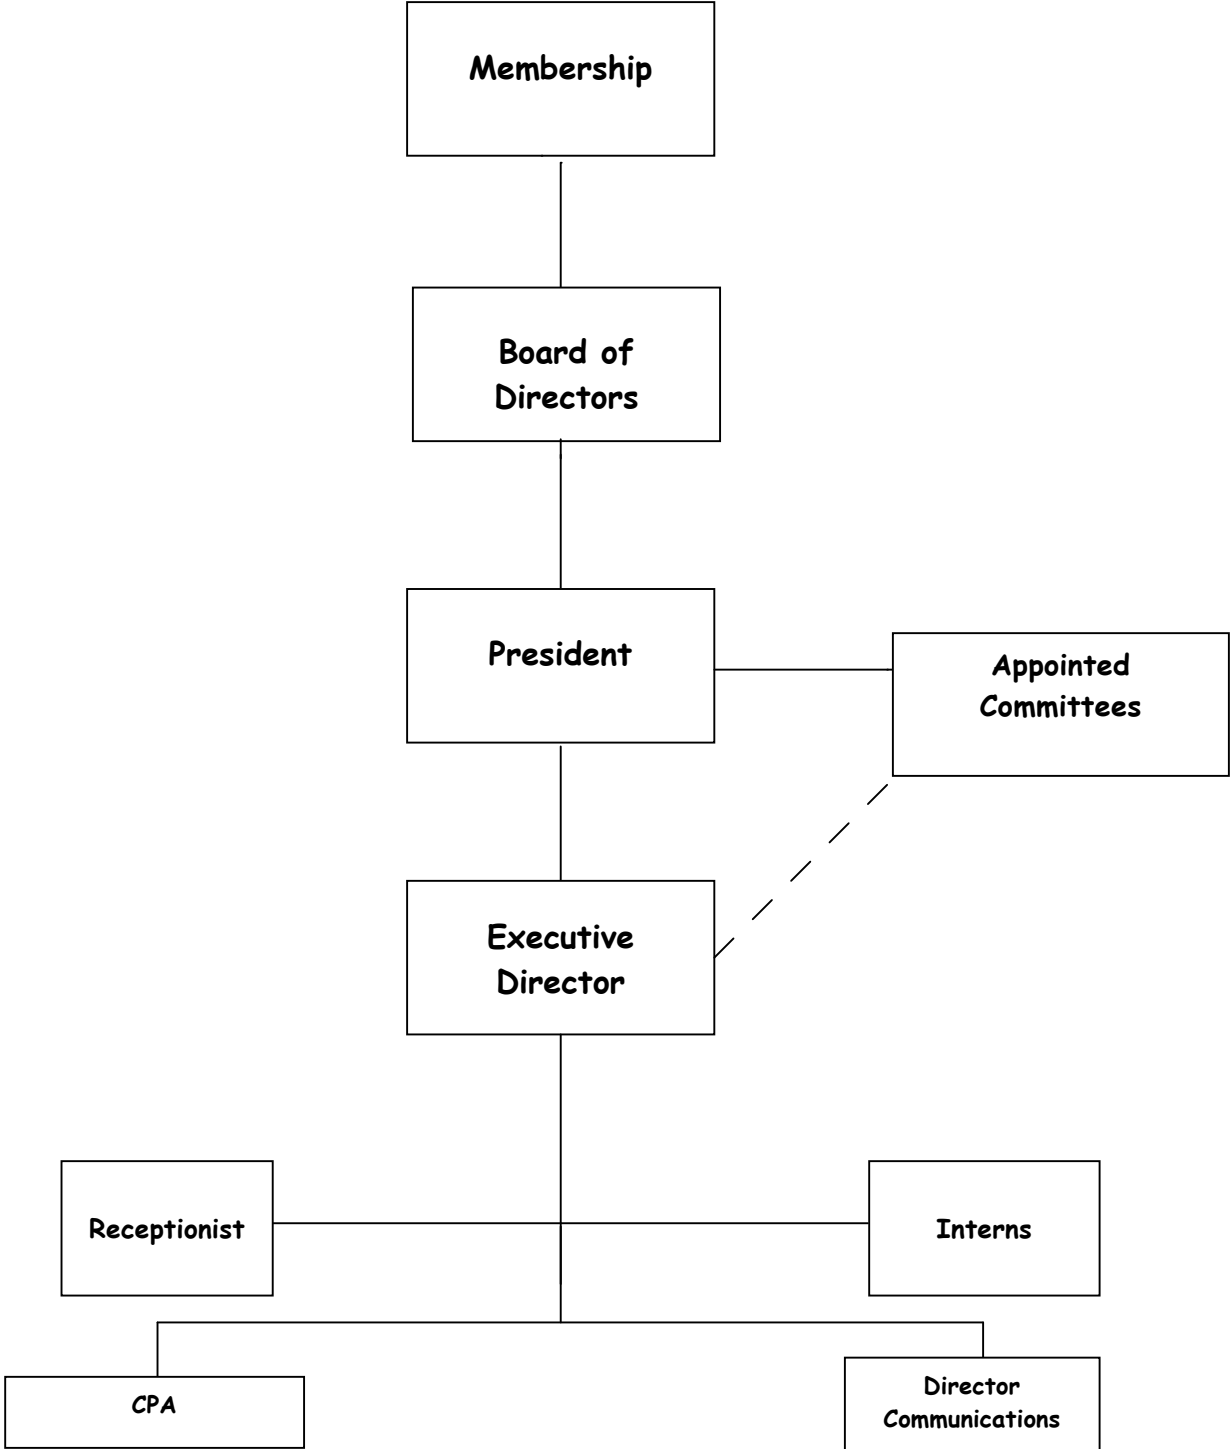 Membership
Board of
Directors
President
Appointed
Committees
Executive
Director
Receptionist
Interns
CPA
Director
Communications